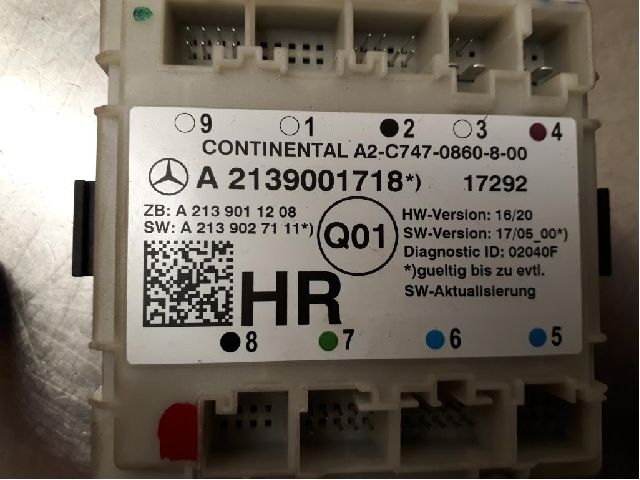 9 1 2 3 4
CONTINENTAL A2-C747-0860-8-00
A 2139001718*) 17292
ZB: A 213 901 12 08
SW: A 213 902 71 11*)
Q01
HW-Version: 16/20
SW-Version: 17/05_00*)
Diagnostic ID: 02040F
*)gueltig bis zu evtl.
SW-Aktualisierung
HR
8 7 6 5